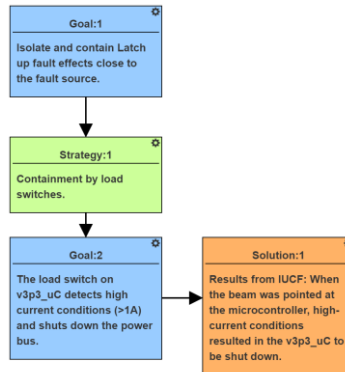 Goal:1
Isolate and contain Latch
up fault effects close to
the fault source.
Strategy:1
Containment by load
switches.
Goal:2
The load switch on
v3p3_uC detects high
current conditions (>1A)
and shuts down the power
bus.
Solution:1
Results from IUCF: When
the beam was pointed at
the microcontroller, high-
current conditions
resulted in the v3p3_uC to
be shut down.